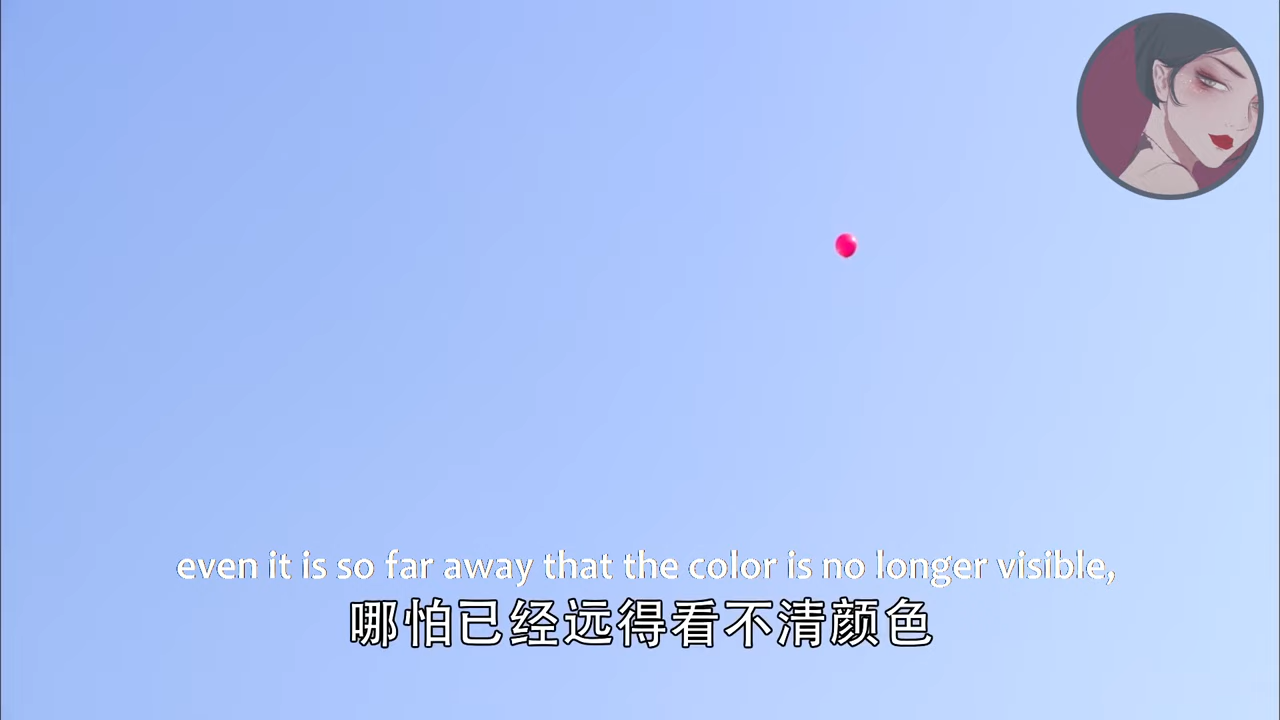 even it is so far away that the color is no longer visible,
哪怕已经远得看不清颜色